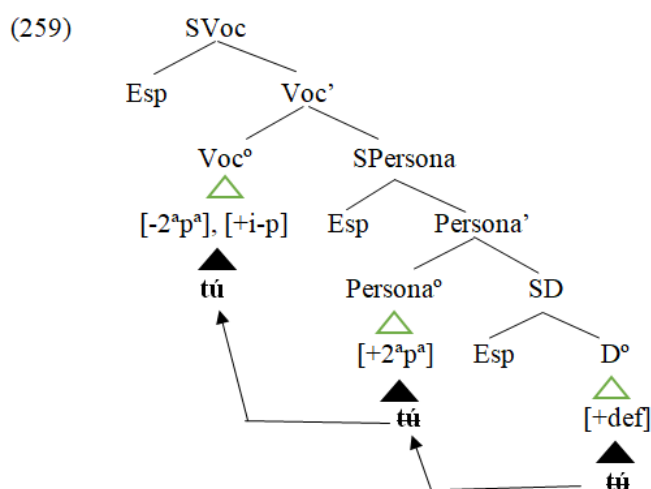 (259) SVoc
Esp Voc’
Vocº SPersona
[-2ªpª], [+i-p] Esp Persona’
tú Personaº SD
[+2ªpª] Esp Dº
tú [+def]
tú